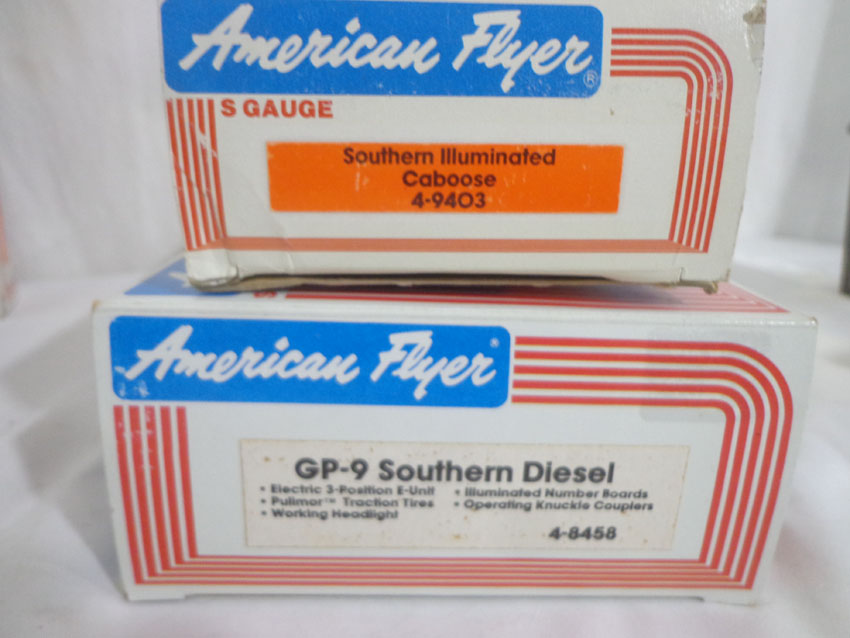 American Flyer®
S GAUGE
Southern Illuminated
Caboose
4-9403
S
American Flyer®
GP-9 Southern Diesel
• Electric 3-Position E-Unit • Illuminated Number Boards
• Pullmor™ Traction Tires • Operating Knuckle Couplers
• Working Headlight
4-8458